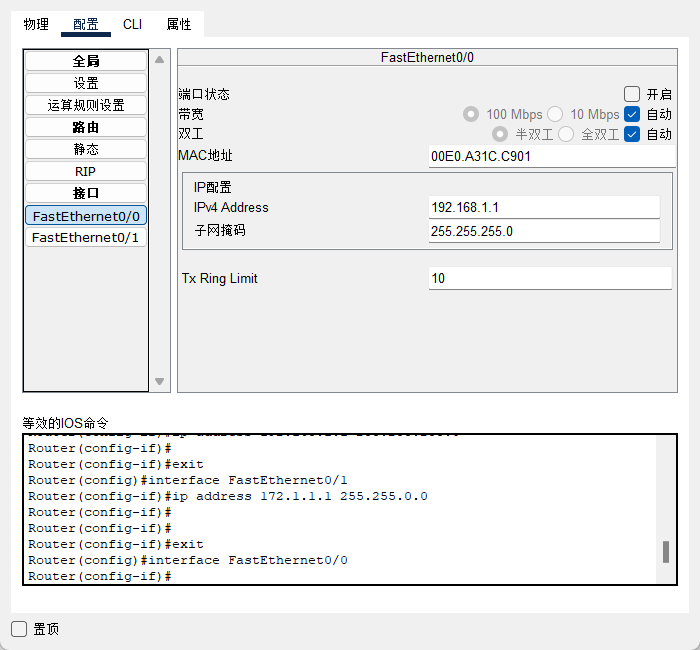 物理 配置 CLI 属性
全局
设置
运算规则设置
路由
静态
RIP
接口
FastEthernet0/0
FastEthernet0/1
FastEthernet0/0
端口状态 开启
带宽 100 Mbps 10 Mbps 自动
双工 半双工 全双工 自动
MAC地址 00E0.A31C.C901
IP配置
IPv4 Address 192.168.1.1
子网掩码 255.255.255.0
Tx Ring Limit 10
等效的IOS命令
Router(config-if)#
Router(config-if)#exit
Router(config)#interface FastEthernet0/1
Router(config-if)#ip address 172.1.1.1 255.255.0.0
Router(config-if)#
Router(config-if)#
Router(config-if)#exit
Router(config)#interface FastEthernet0/0
Router(config-if)#
置顶